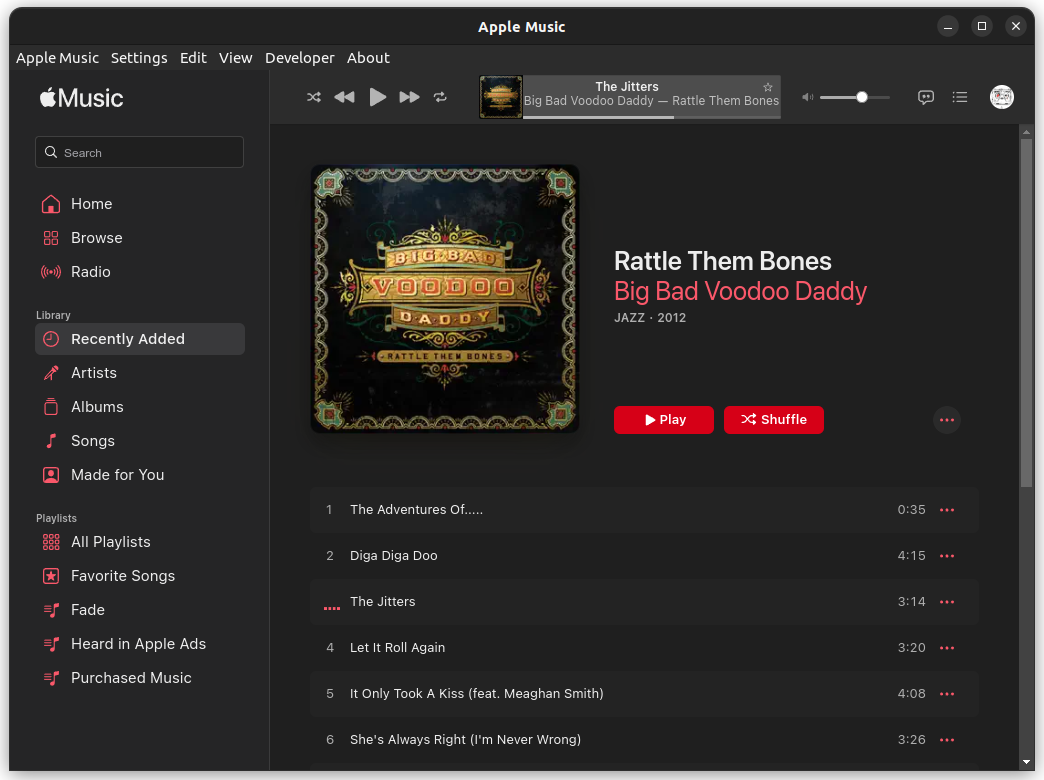 Apple Music
Apple Music Settings Edit View Developer About
Music
The Jitters
Big Bad Voodoo Daddy — Rattle Them Bones
Search
Home
Browse
Radio
Library
Recently Added
Artists
Albums
Songs
Made for You
Playlists
All Playlists
Favorite Songs
Fade
Heard in Apple Ads
Purchased Music
BIG BAD
VOODOO
DADDY
RATTLE THEM BONES
Rattle Them Bones
Big Bad Voodoo Daddy
JAZZ · 2012
Play
Shuffle
1 The Adventures Of..... 0:35
2 Diga Diga Doo 4:15
The Jitters 3:14
4 Let It Roll Again 3:20
5 It Only Took A Kiss (feat. Meaghan Smith) 4:08
6 She's Always Right (I'm Never Wrong) 3:26